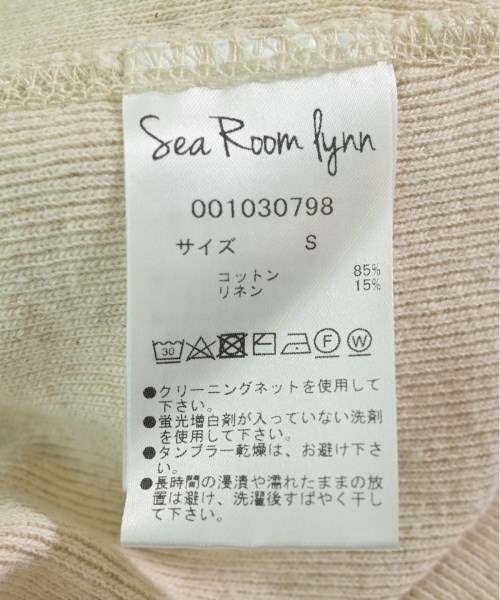 Sea Room lynn
001030798
サイズ S
コットン 85%
リネン 15%
30 F W
●クリーニングネットを使用して
下さい。
●蛍光増白剤が入っていない洗剤
を使用して下さい。
●タンブラー乾燥は、お避け下さ
い。
●長時間の浸漬や濡れたままの放
置は避け、洗濯後すばやく干し
て下さい。